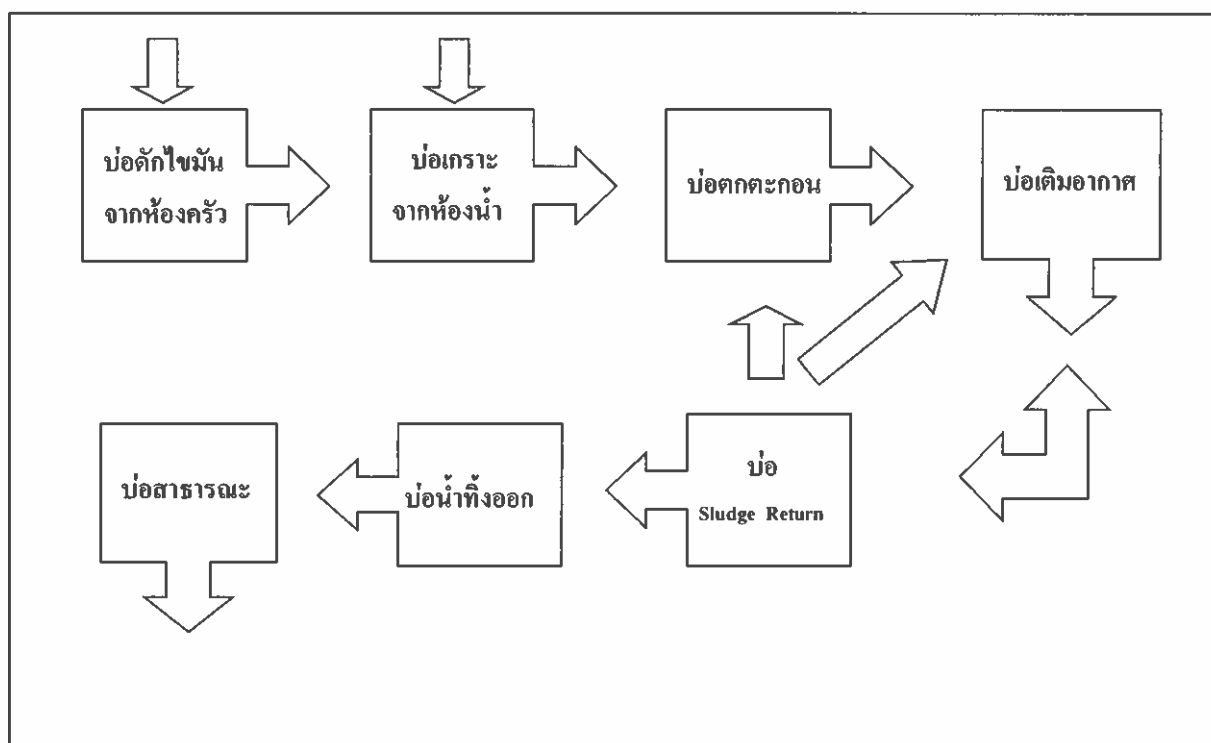 บ่อดักไขมัน
จากห้องครัว
บ่อเกราะ
จากห้องน้ำ
บ่อตกตะกอน
บ่อเติมอากาศ
บ่อสาธารณะ
บ่อน้ำทิ้งออก
บ่อ
Sludge Return